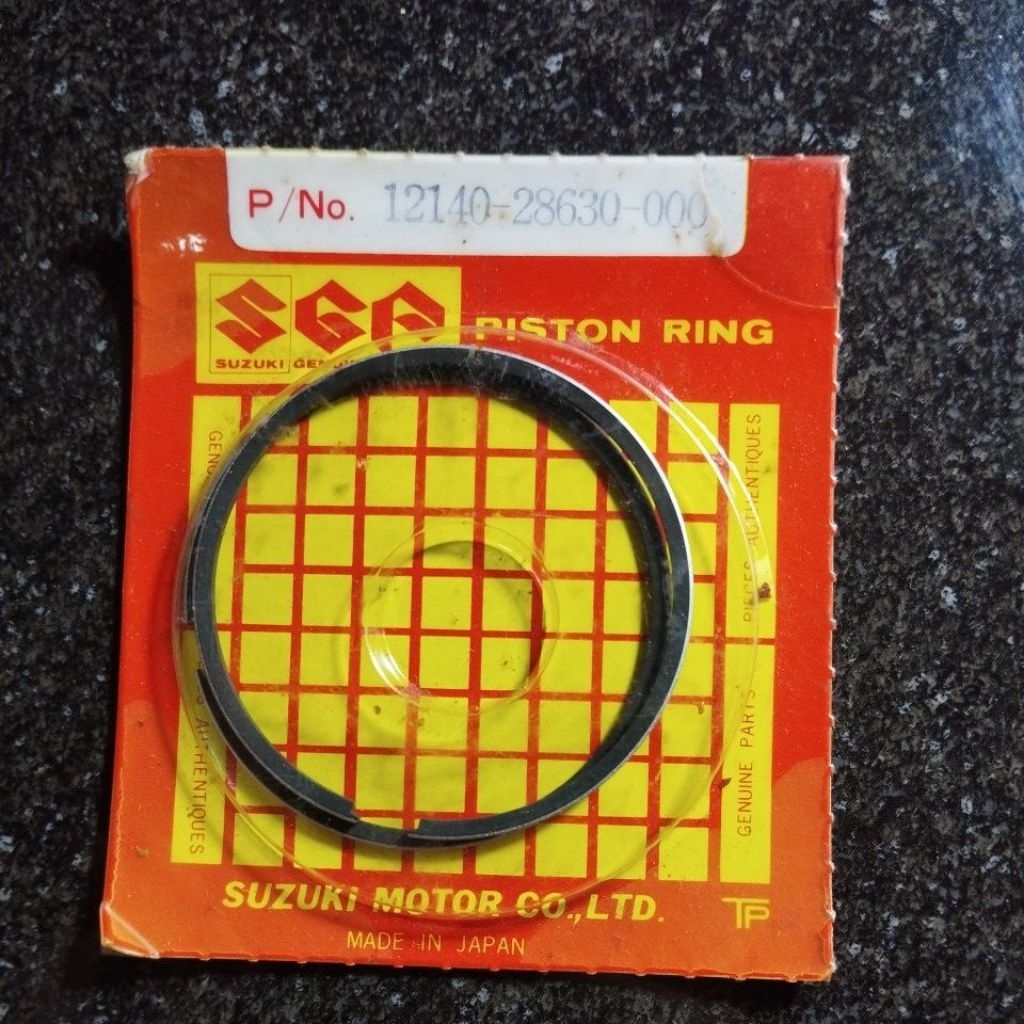 P/No. 12140-28630-000
SGP
PISTON RING
SUZUKI GENUINE
PIECES AUTHENTIQUES
GENUINE PARTS
AUTHENTIQUES
SUZUKI MOTOR CO.,LTD.
TP
MADE IN JAPAN